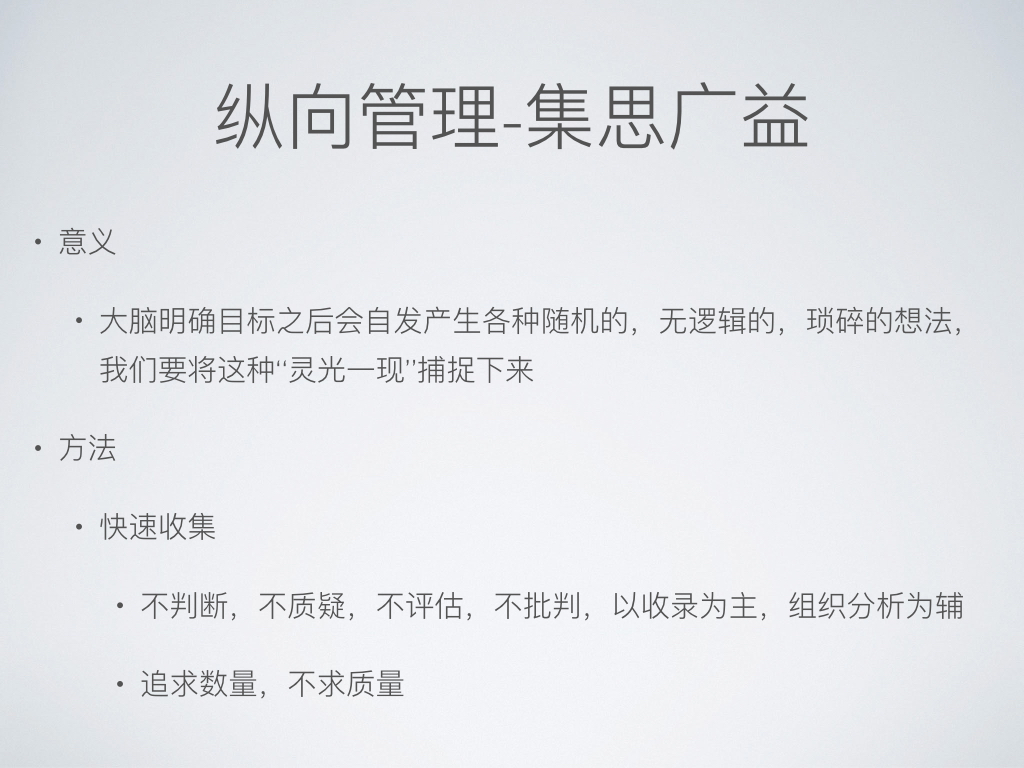 纵向管理-集思广益
• 意义
• 大脑明确目标之后会自发产生各种随机的，无逻辑的，琐碎的想法，
我们要将这种“灵光一现”捕捉下来
• 方法
• 快速收集
• 不判断，不质疑，不评估，不批判，以收录为主，组织分析为辅
• 追求数量，不求质量